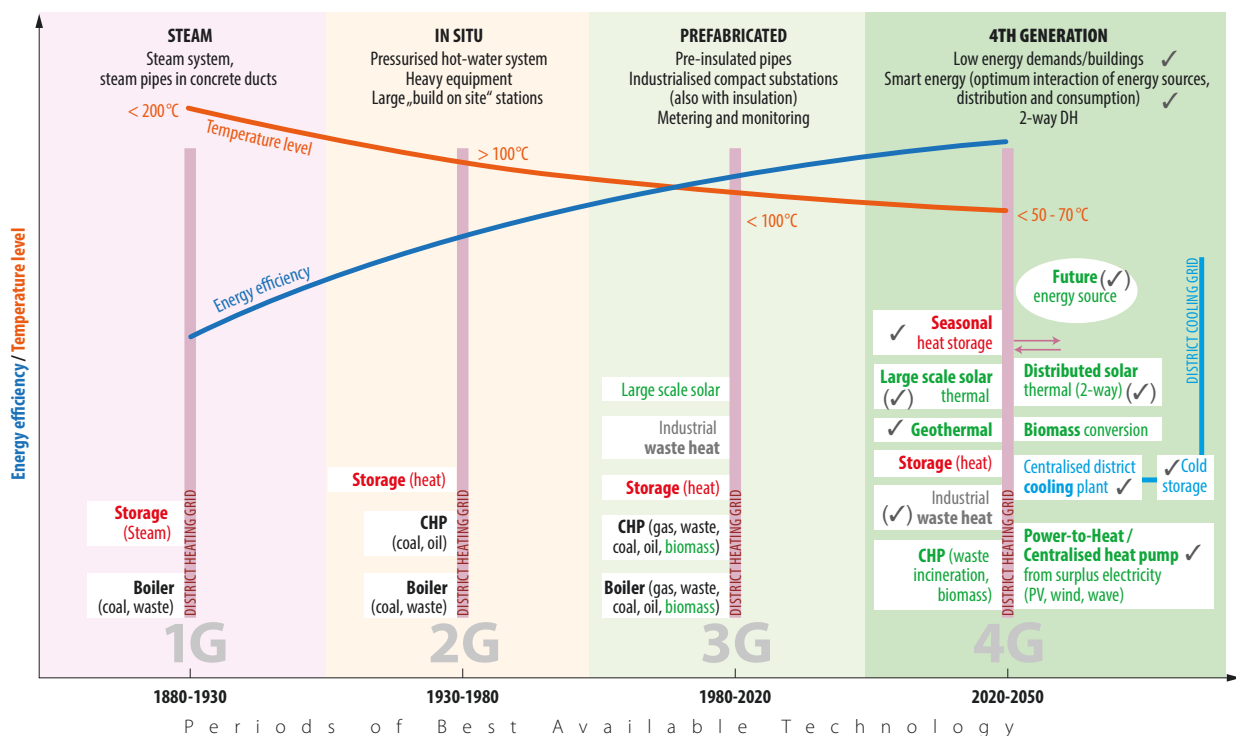 STEAM
Steam system,
steam pipes in concrete ducts
IN SITU
Pressurised hot-water system
Heavy equipment
Large „build on site“ stations
PREFABRICATED
Pre-insulated pipes
Industrialised compact substations
(also with insulation)
Metering and monitoring
4TH GENERATION
Low energy demands/buildings ✓
Smart energy (optimum interaction of energy sources,
distribution and consumption) ✓
2-way DH
Energy efficiency / Temperature level
< 200 °C
Temperature level
> 100 °C
< 100 °C
< 50 - 70 °C
Energy efficiency
Storage
(Steam)
Boiler
(coal, waste)
DISTRICT HEATING GRID
1G
Storage (heat)
CHP
(coal, oil)
Boiler
(coal, waste)
DISTRICT HEATING GRID
2G
Large scale solar
Industrial
waste heat
Storage (heat)
CHP (gas, waste,
coal, oil, biomass)
Boiler (gas, waste,
coal, oil, biomass)
DISTRICT HEATING GRID
3G
✓ Seasonal
heat storage
Large scale solar
(✓) thermal
✓ Geothermal
Storage (heat)
Industrial
(✓) waste heat
CHP (waste
incineration,
biomass)
DISTRICT HEATING GRID
4G
Future (✓)
energy source
Distributed solar
thermal (2-way) (✓)
Biomass conversion
Centralised district
cooling plant ✓
✓ Cold
storage
Power-to-Heat /
Centralised heat pump ✓
from surplus electricity
(PV, wind, wave)
DISTRICT COOLING GRID
1880-1930
1930-1980
1980-2020
2020-2050
Periods of Best Available Technology